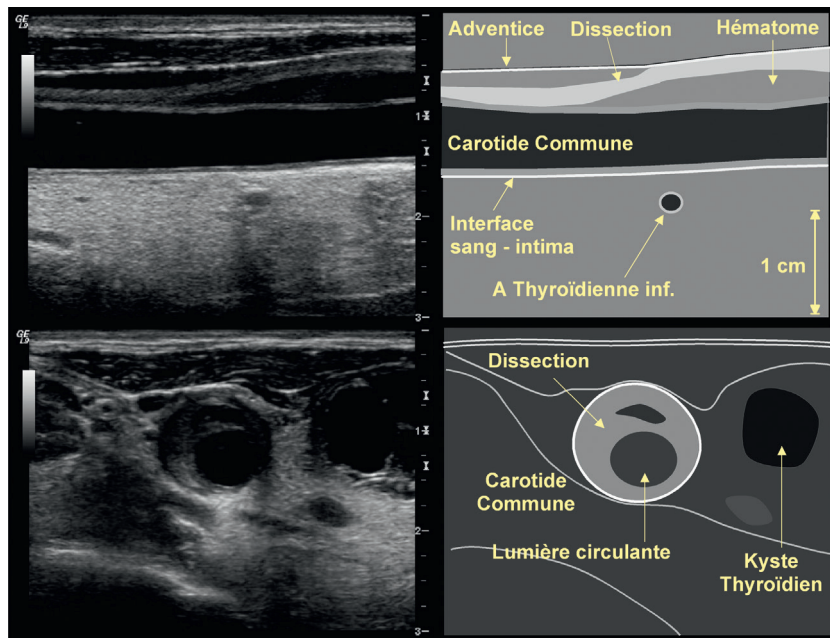 GE
L9
1
2
3
Adventice
Dissection
Hématome
Carotide Commune
Interface
sang - intima
A Thyroïdienne inf.
1 cm
GE
L9
1
2
3
Dissection
Carotide
Commune
Lumière circulante
Kyste
Thyroïdien